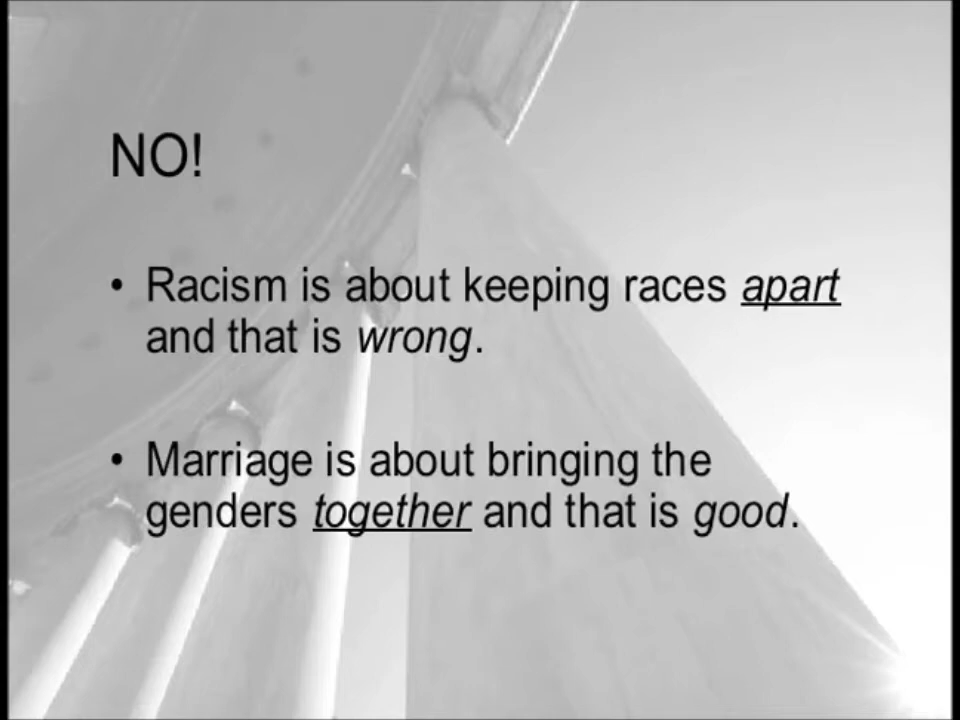 NO!
• Racism is about keeping races apart
and that is wrong.
• Marriage is about bringing the
genders together and that is good.